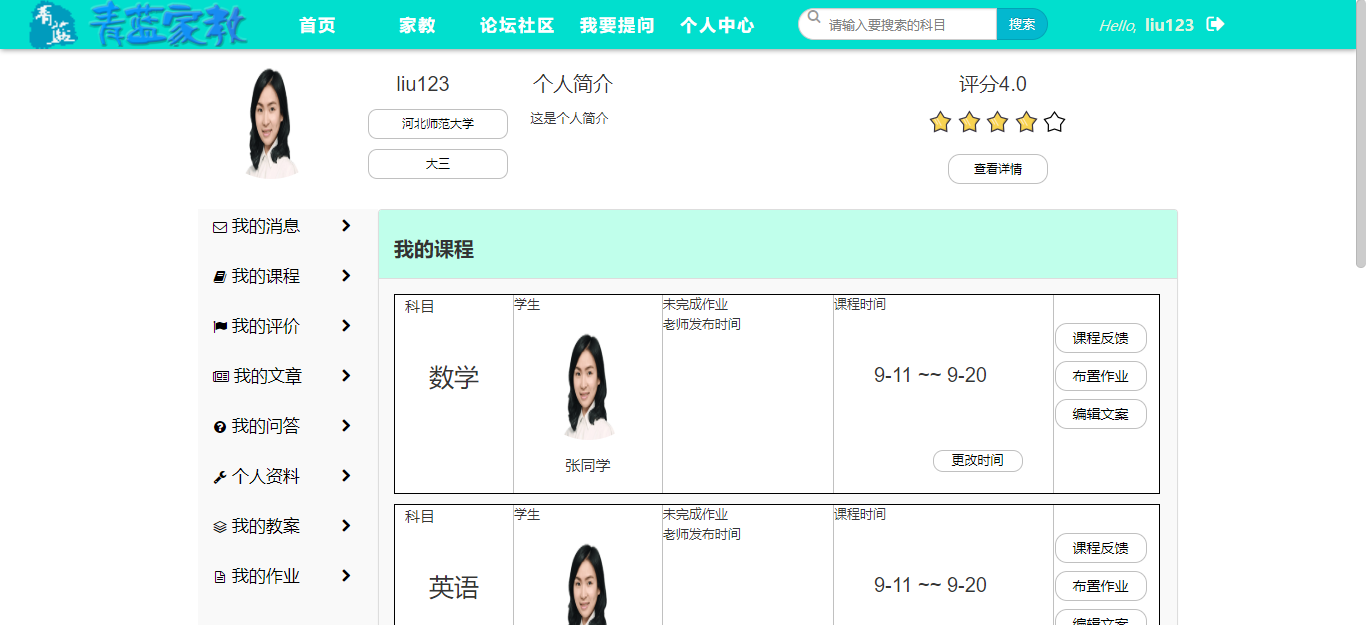 青蓝 青蓝家教 首页 家教 论坛社区 我要提问 个人中心 请输入要搜索的科目 搜索 Hello, liu123
liu123
河北师范大学
大三
个人简介
这是个人简介
评分4.0
查看详情
我的消息
我的课程
我的评价
我的文章
我的问答
个人资料
我的教案
我的作业
我的课程
科目
数学
学生
张同学
未完成作业
老师发布时间
课程时间
9-11 ~~ 9-20
更改时间
课程反馈
布置作业
编辑文案
科目
英语
学生
未完成作业
老师发布时间
课程时间
9-11 ~~ 9-20
课程反馈
布置作业
编辑文案